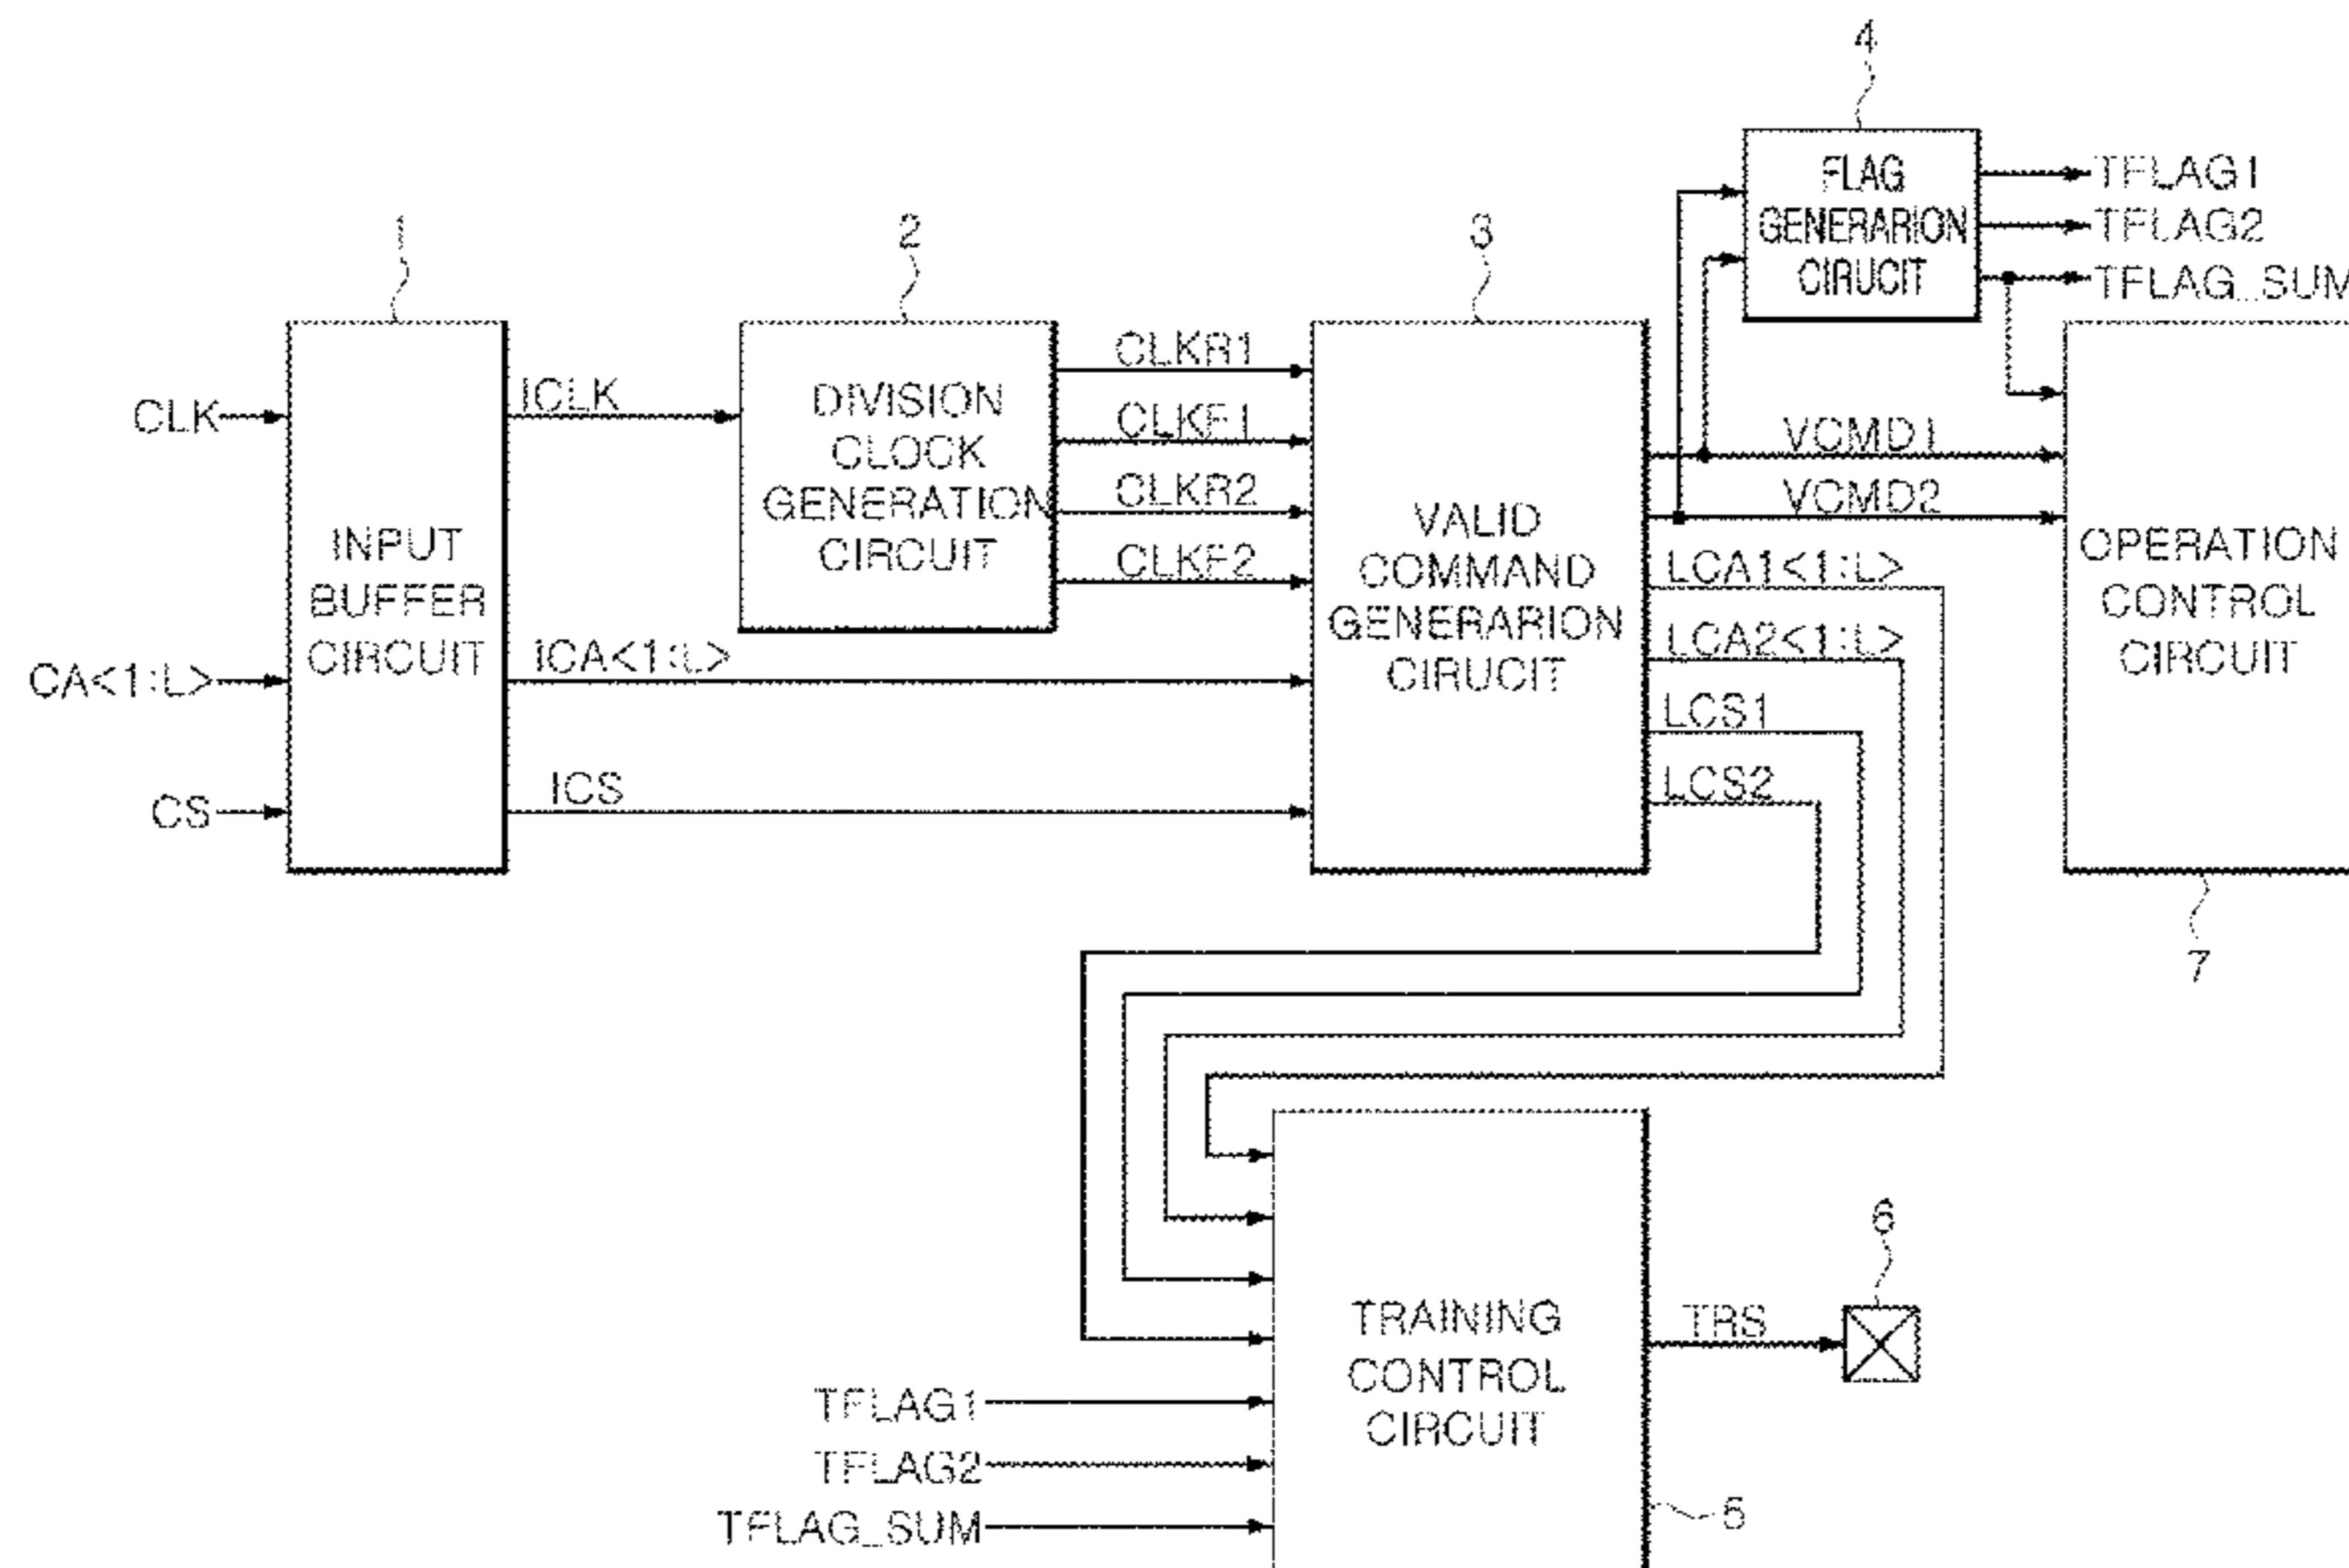 4
FLAG
GENERARION
CIRUCIT
TFLAG1
TFLAG2
TFLAG_SUM
1
2
3
CLK
INPUT
BUFFER
CIRCUIT
ICLK
DIVISION
CLOCK
GENERATION
CIRCUIT
CLKR1
CLKF1
CLKR2
CLKF2
VALID
COMMAND
GENERARION
CIRUCIT
VCMD1
VCMD2
OPERATION
CONTROL
CIRCUIT
CA<1:L>
ICA<1:L>
LCA1<1:L>
LCA2<1:L>
LCS1
LCS2
CS
ICS
7
TRAINING
CONTROL
CIRCUIT
TRS
6
TFLAG1
TFLAG2
TFLAG_SUM
5